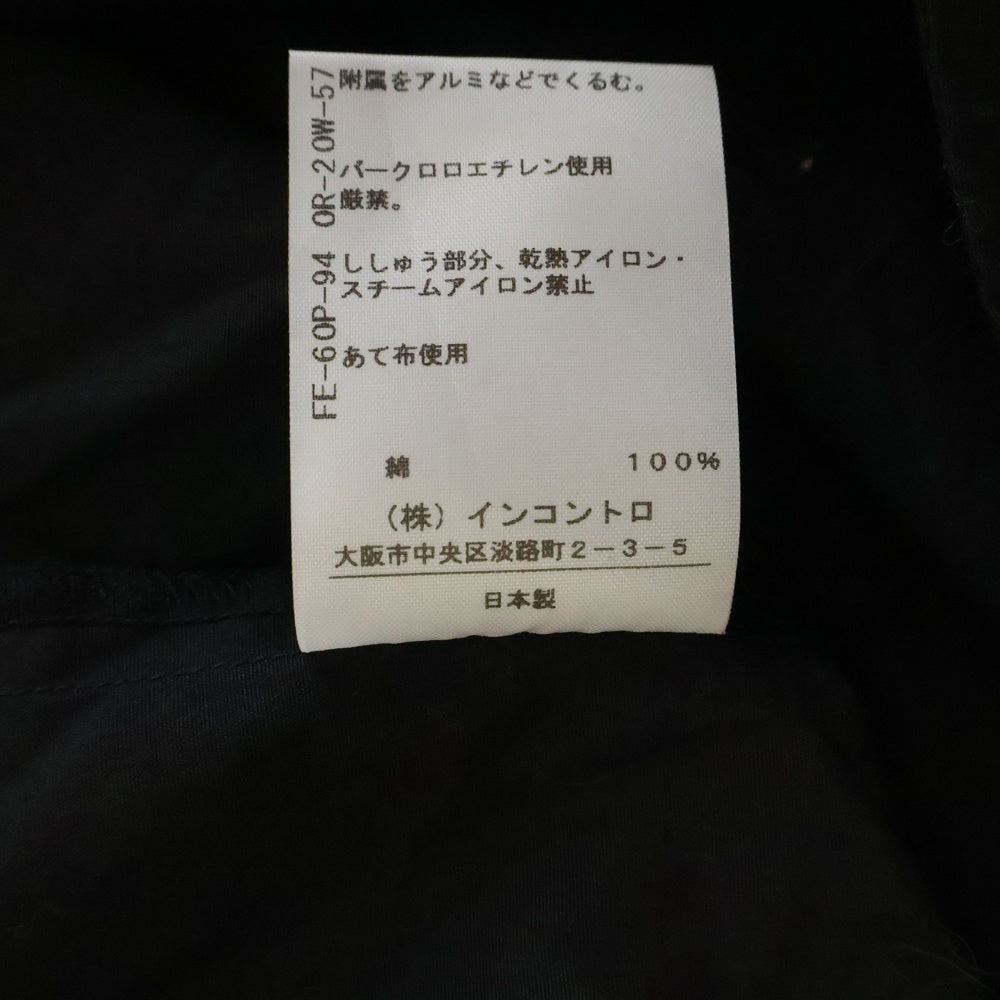 附属をアルミなどでくるむ。
パークロロエチレン使用
厳禁。
ししゅう部分、乾熱アイロン・
スチームアイロン禁止
あて布使用
綿 100%
（株）インコントロ
大阪市中央区淡路町2－3－5
日本製
FE-60P-94 0R-20W-57